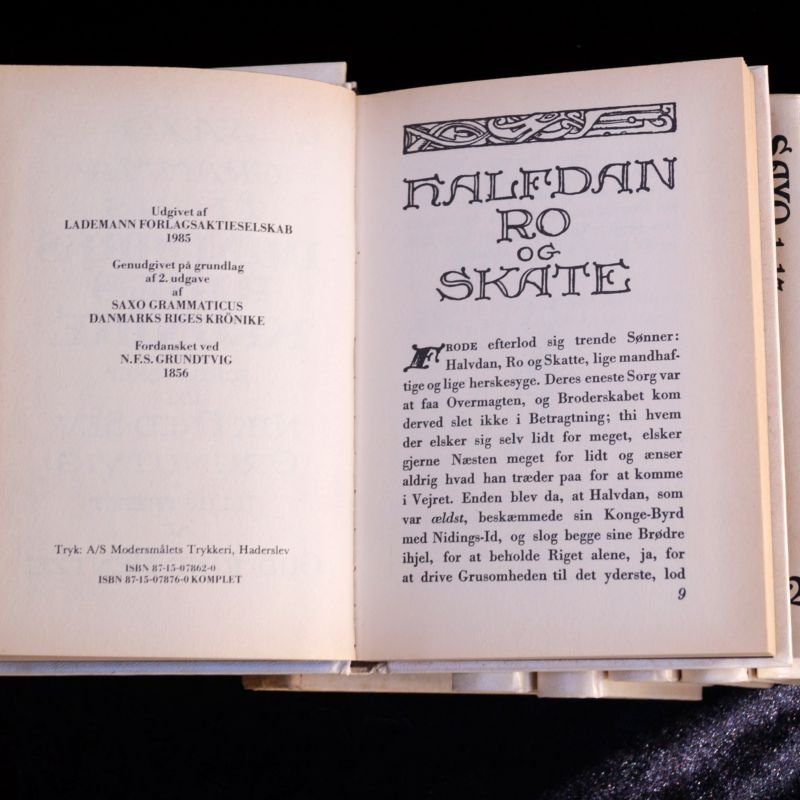 Udgivet af
LADEMANN FORLAGSAKTIESELSKAB
1985
Genudgivet på grundlag
af 2. udgave
af
SAXO GRAMMATICUS
DANMARKS RIGES KRÖNIKE
Fordansket ved
N.F.S. GRUNDTVIG
1856
Tryk: A/S Modersmålets Trykkeri, Haderslev
ISBN 87-15-07862-0
ISBN 87-15-07876-0 KOMPLET
HALFDAN
RO
OG
SKATE
FRODE efterlod sig trende Sønner:
Halvdan, Ro og Skatte, lige mandhaf-
tige og lige herskesyge. Deres eneste Sorg var
at faa Overmagten, og Broderskabet kom
derved slet ikke i Betragtning; thi hvem
der elsker sig selv lidt for meget, elsker
gjerne Næsten meget for lidt og ænser
aldrig hvad han træder paa for at komme
i Vejret. Enden blev da, at Halvdan, som
var ældst, beskæmmede sin Konge-Byrd
med Nidings-Id, og slog begge sine Brødre
ihjel, for at beholde Riget alene, ja, for
at drive Grusomheden til det yderste, lod
9
2